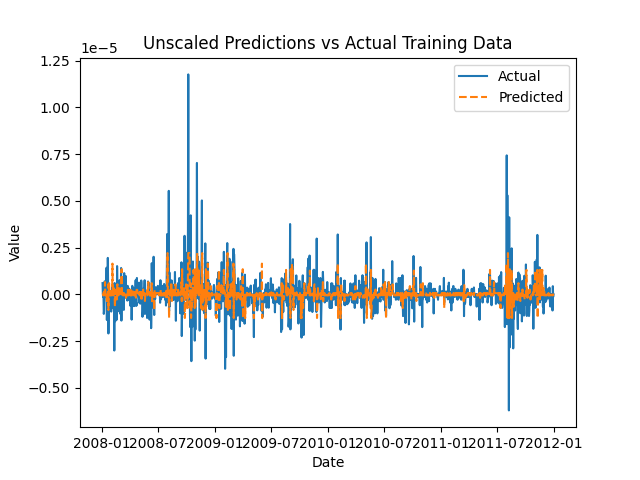 Unscaled Predictions vs Actual Training Data
1e−5
Actual
Predicted
1.25
1.00
0.75
0.50
0.25
0.00
−0.25
−0.50
Value
2008-01 2008-07 2009-01 2009-07 2010-01 2010-07 2011-01 2011-07 2012-01
Date